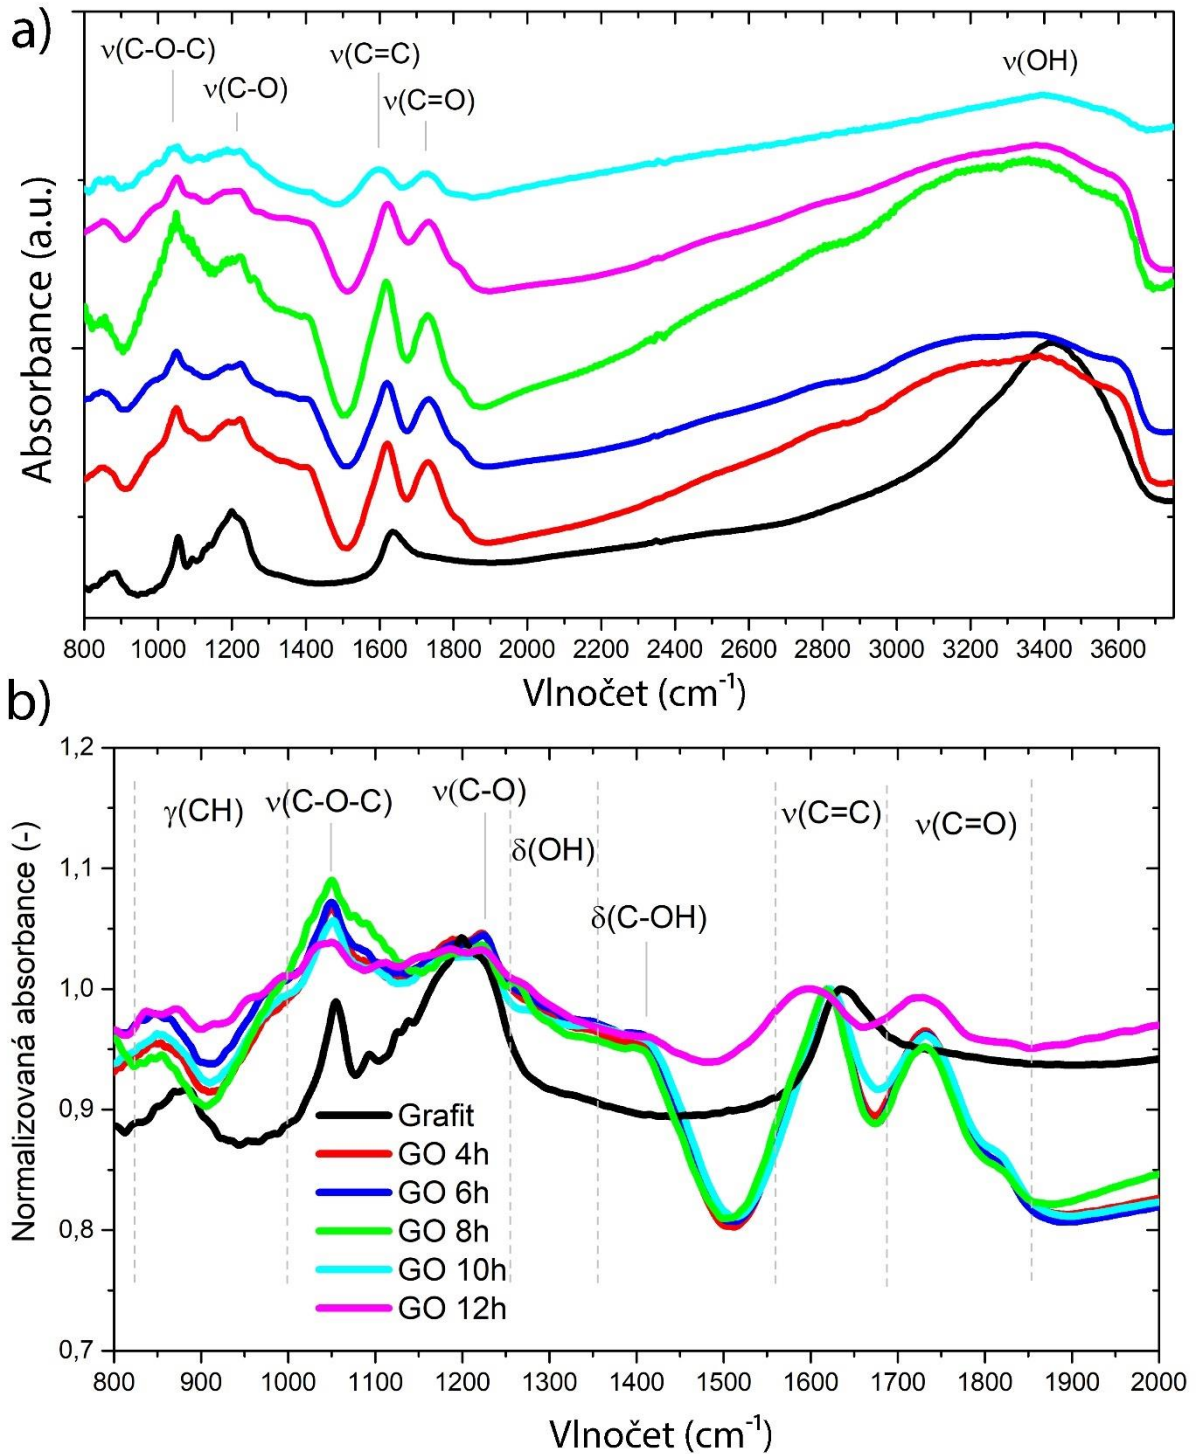 a)
ν(C-O-C)
ν(C-O)
ν(C=C)
ν(C=O)
ν(OH)
Absorbance (a.u.)
800 1000 1200 1400 1600 1800 2000 2200 2400 2600 2800 3000 3200 3400 3600
Vlnočet (cm⁻¹)
b)
1,2
1,1
1,0
0,9
0,8
0,7
Normalizovaná absorbance (-)
γ(CH)
ν(C-O-C)
ν(C-O)
δ(OH)
δ(C-OH)
ν(C=C)
ν(C=O)
Grafit
GO 4h
GO 6h
GO 8h
GO 10h
GO 12h
800 900 1000 1100 1200 1300 1400 1500 1600 1700 1800 1900 2000
Vlnočet (cm⁻¹)